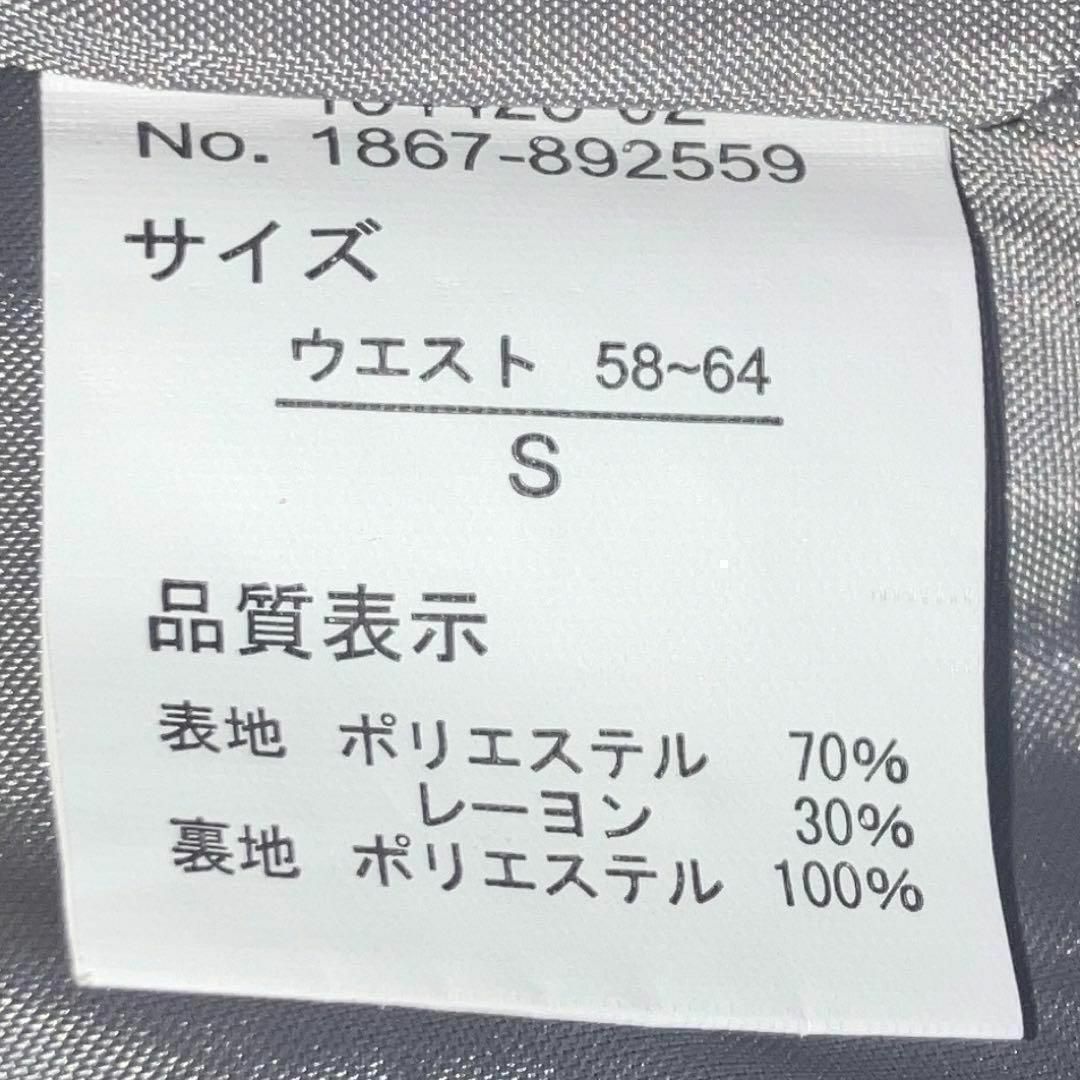 No. 1867-892559
サイズ
ウエスト 58~64
S
品質表示
表地 ポリエステル 70%
レーヨン 30%
裏地 ポリエステル 100%